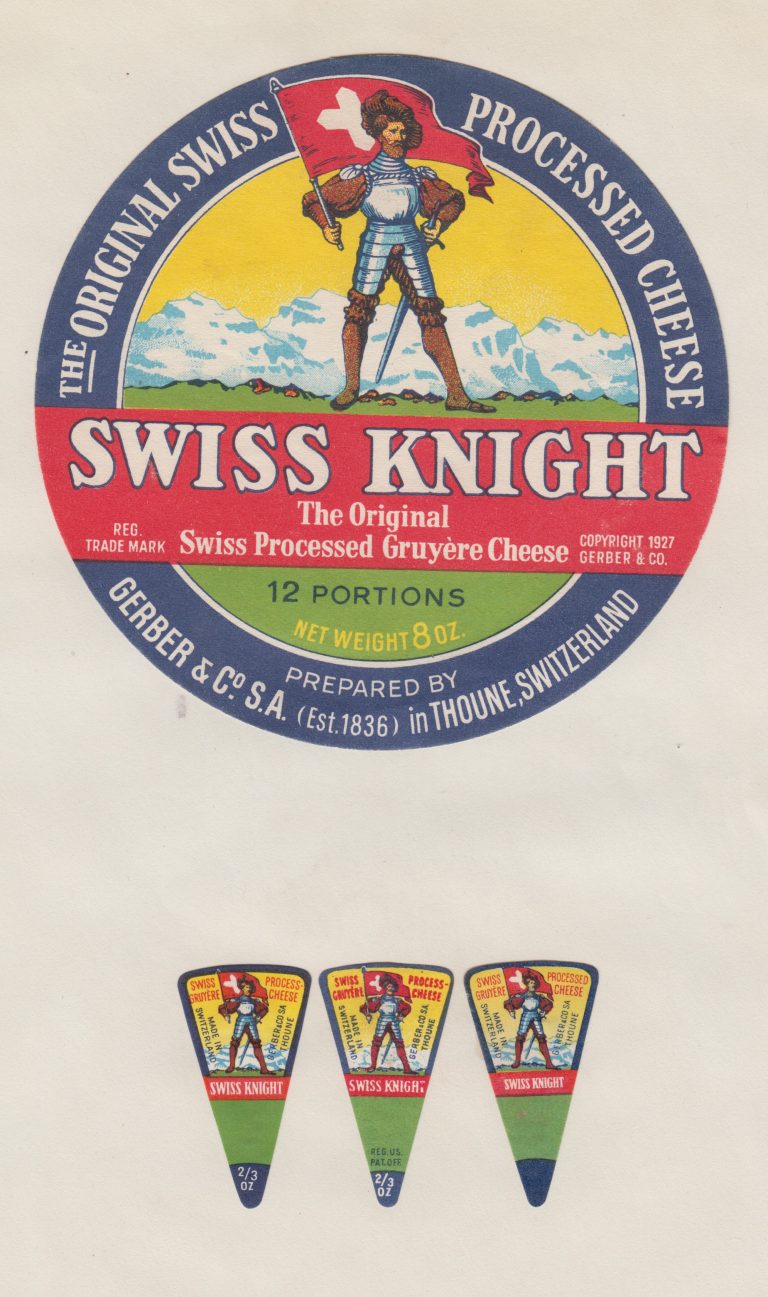 THE ORIGINAL SWISS PROCESSED CHEESE
SWISS KNIGHT
The Original
Swiss Processed Gruyère Cheese
REG.
TRADE MARK
COPYRIGHT 1927
GERBER & CO.
12 PORTIONS
NET WEIGHT 8 OZ.
PREPARED BY
GERBER & Cº S.A. (Est. 1836) in THOUNE, SWITZERLAND
SWISS
GRUYÈRE
PROCESS-
CHEESE
MADE IN
SWITZERLAND
GERBER & CO SA
THOUNE
SWISS KNIGHT
2/3
OZ
SWISS
GRUYÈRE
PROCESS-
CHEESE
MADE IN
SWITZERLAND
GERBER & CO SA
THOUNE
SWISS KNIGHT
REG. US.
PAT. OFF.
2/3
OZ
SWISS
GRUYÈRE
PROCESSED
CHEESE
MADE IN
SWITZERLAND
GERBER & CO SA
THOUNE
SWISS KNIGHT